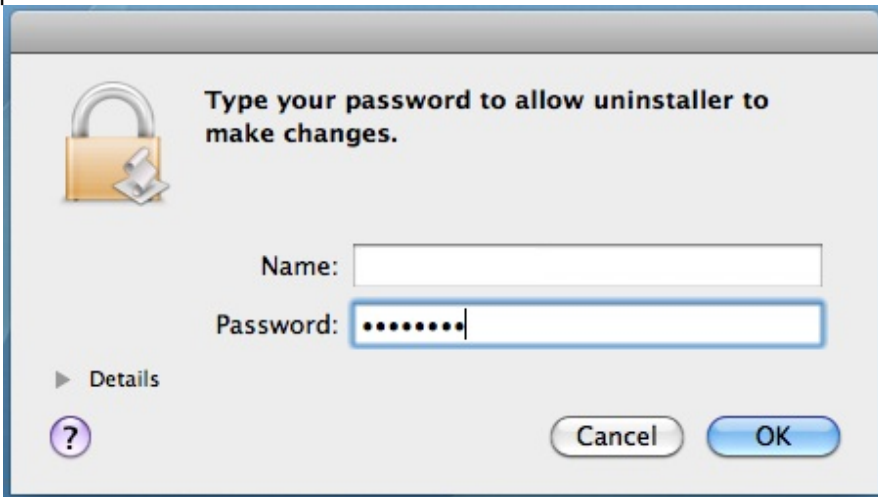 Type your password to allow uninstaller to
make changes.
Name:
Password: ••••••••
Details
?
Cancel
OK